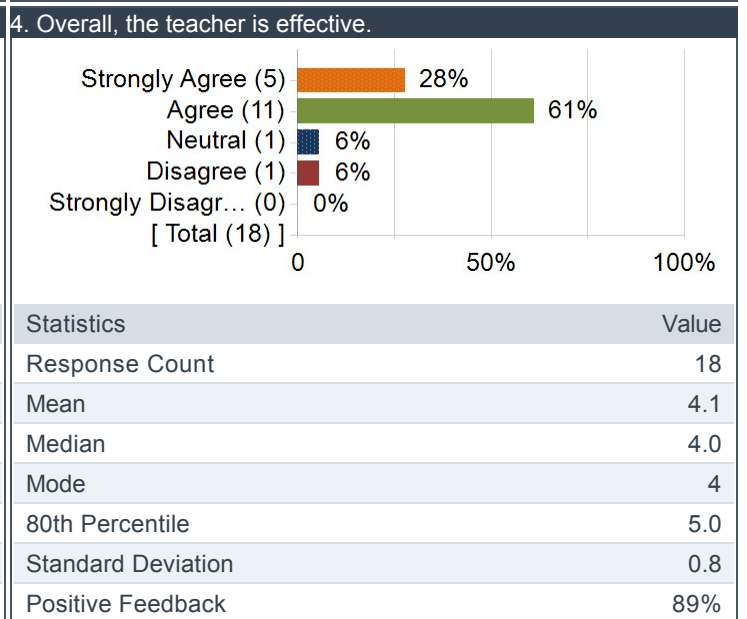 4. Overall, the teacher is effective.
Strongly Agree (5) 28%
Agree (11) 61%
Neutral (1) 6%
Disagree (1) 6%
Strongly Disagr... (0) 0%
[ Total (18) ]
0 50% 100%
Statistics Value
Response Count 18
Mean 4.1
Median 4.0
Mode 4
80th Percentile 5.0
Standard Deviation 0.8
Positive Feedback 89%